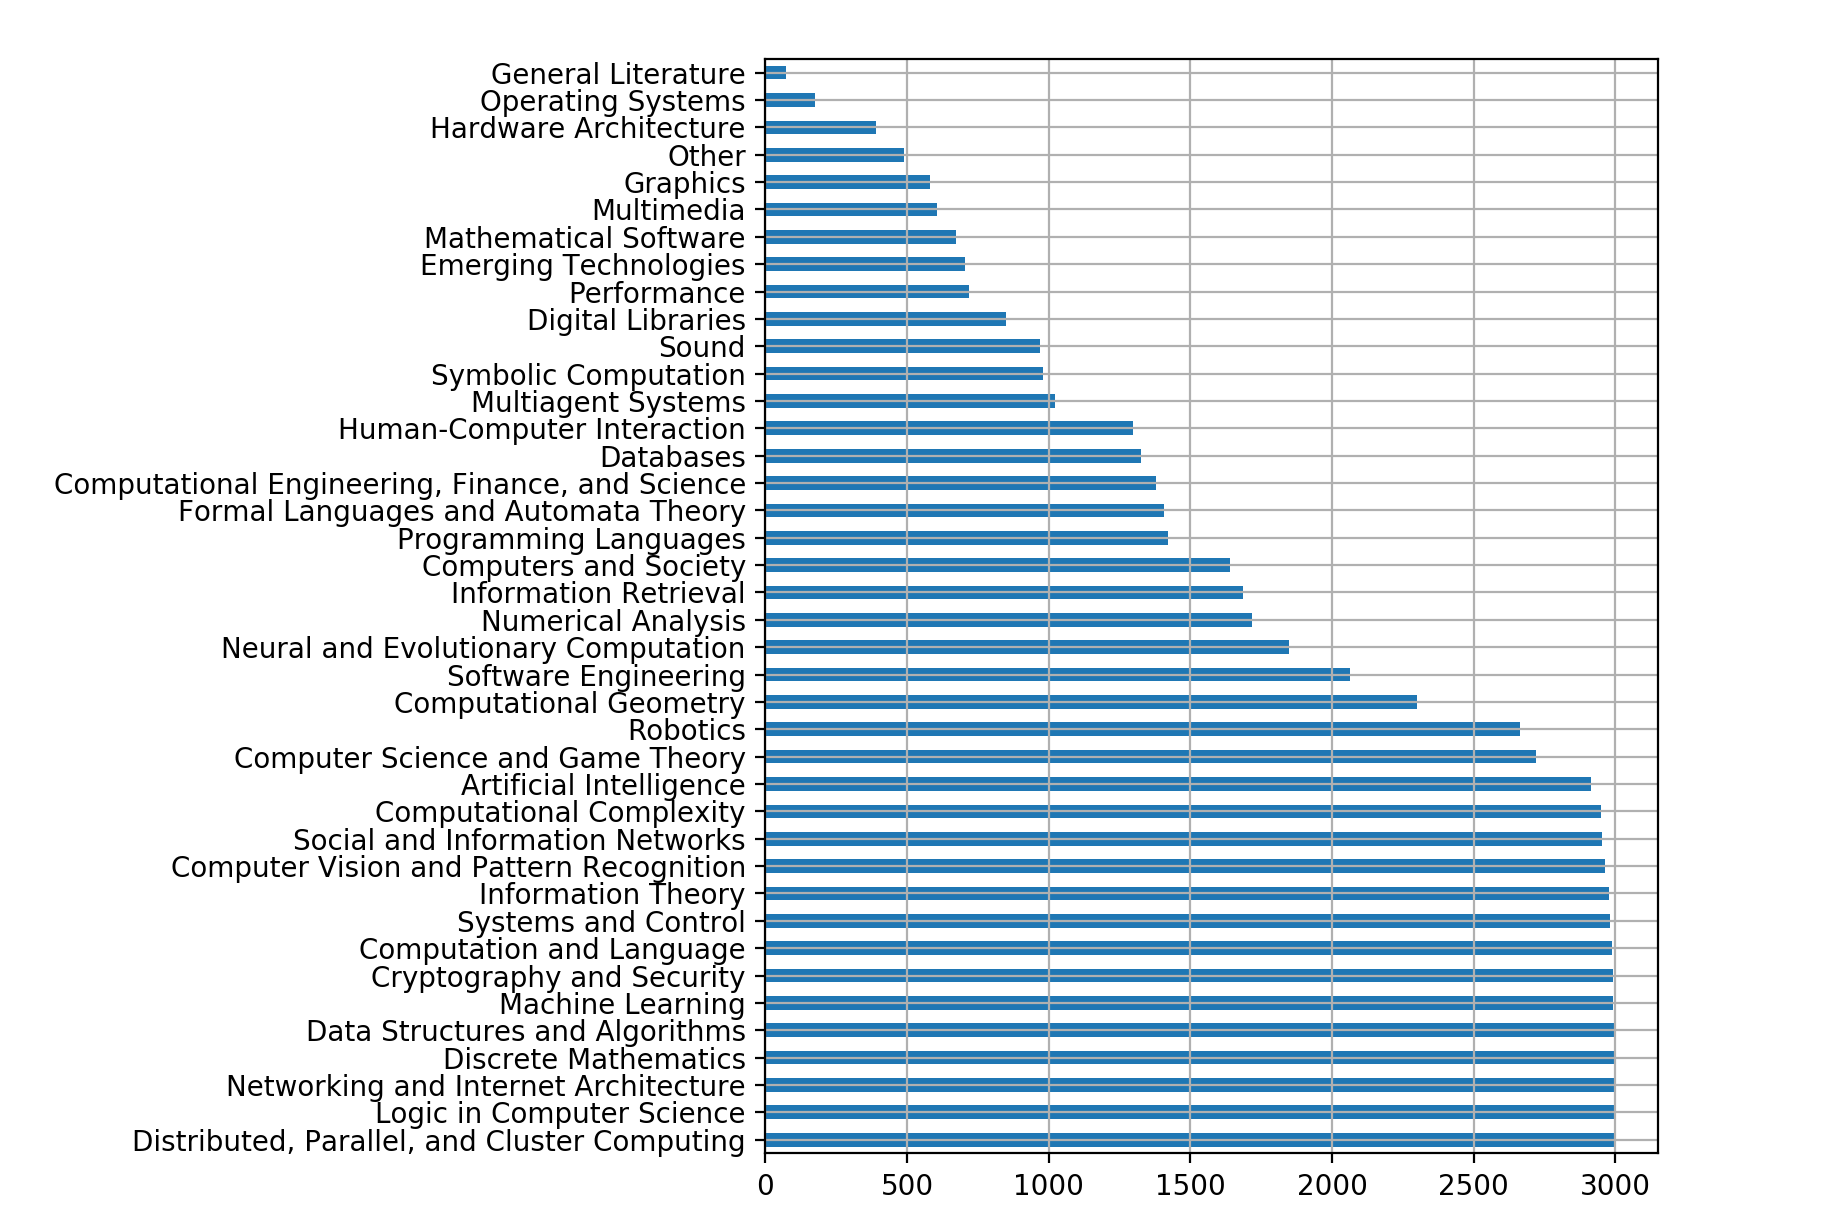 General Literature
Operating Systems
Hardware Architecture
Other
Graphics
Multimedia
Mathematical Software
Emerging Technologies
Performance
Digital Libraries
Sound
Symbolic Computation
Multiagent Systems
Human-Computer Interaction
Databases
Computational Engineering, Finance, and Science
Formal Languages and Automata Theory
Programming Languages
Computers and Society
Information Retrieval
Numerical Analysis
Neural and Evolutionary Computation
Software Engineering
Computational Geometry
Robotics
Computer Science and Game Theory
Artificial Intelligence
Computational Complexity
Social and Information Networks
Computer Vision and Pattern Recognition
Information Theory
Systems and Control
Computation and Language
Cryptography and Security
Machine Learning
Data Structures and Algorithms
Discrete Mathematics
Networking and Internet Architecture
Logic in Computer Science
Distributed, Parallel, and Cluster Computing
0 500 1000 1500 2000 2500 3000